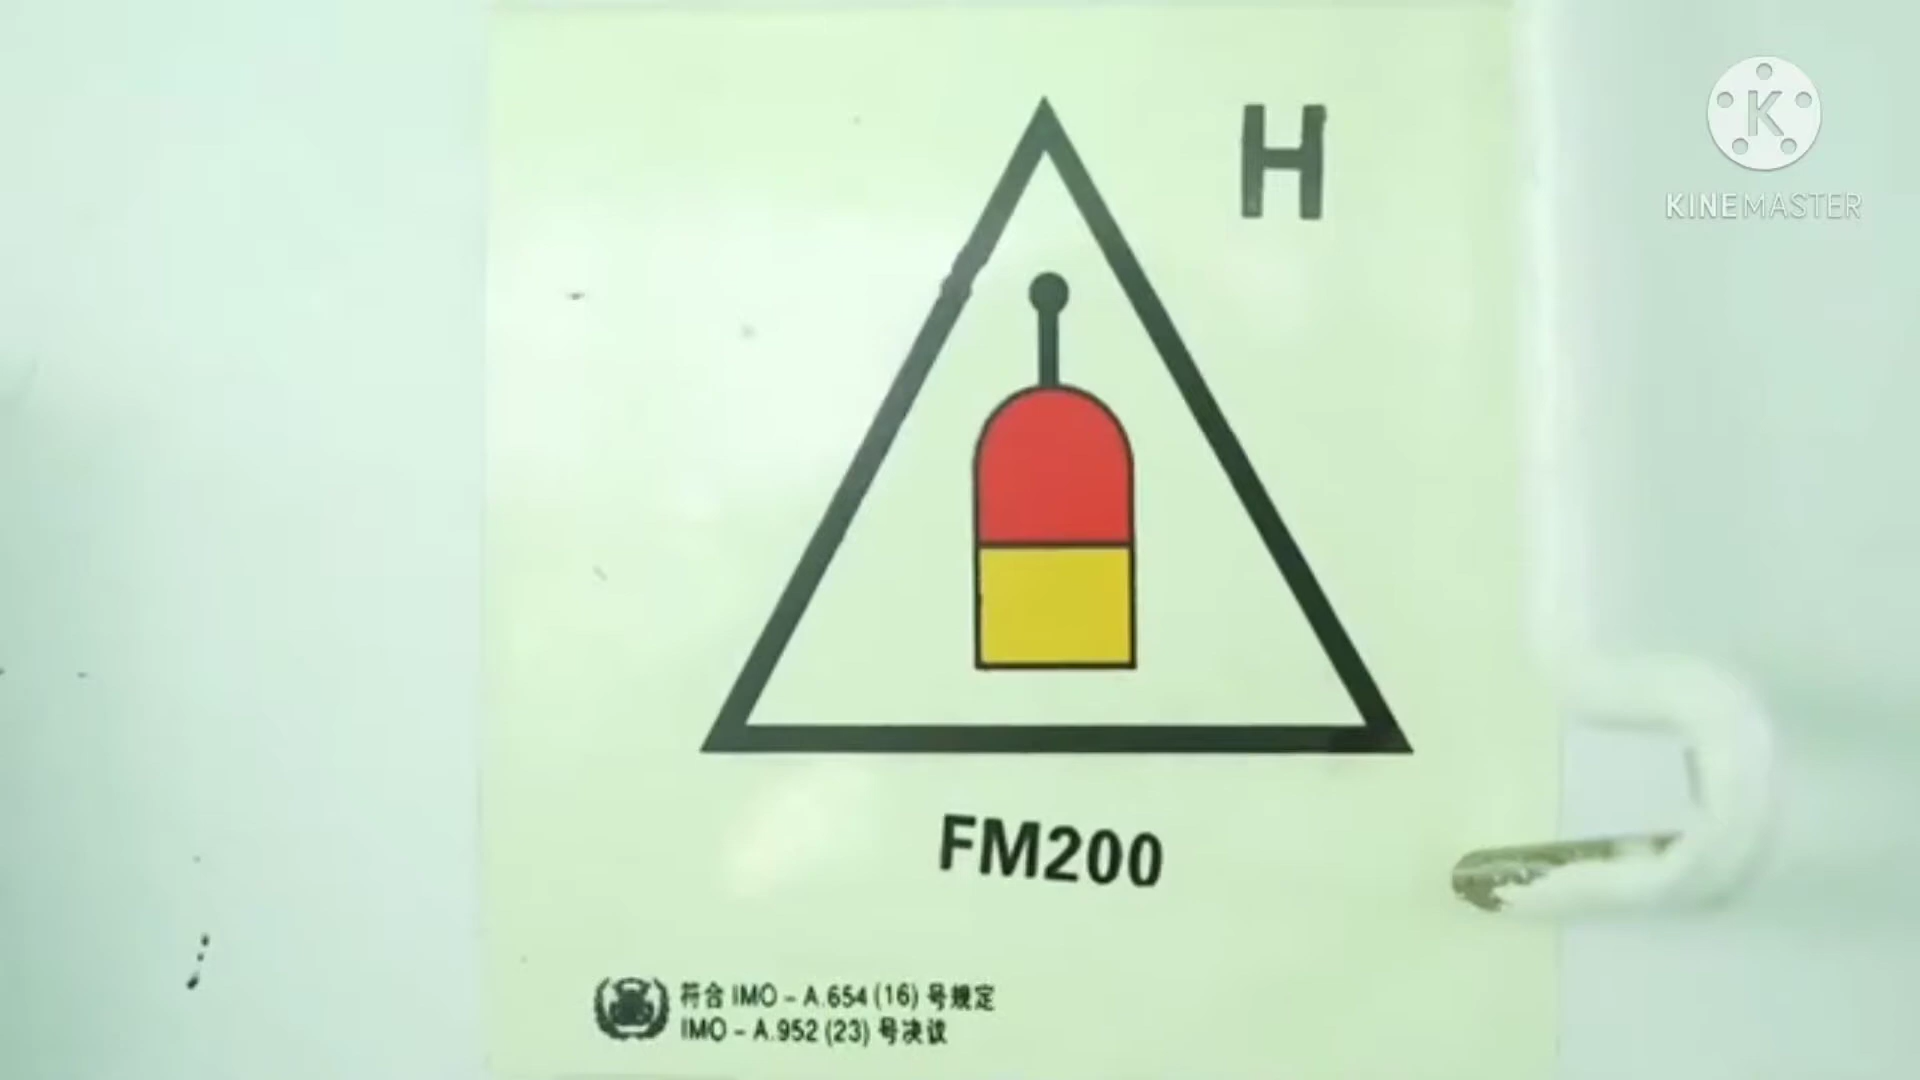 H
KINEMASTER
FM200
符合 IMO - A.654 (16) 号规定
IMO - A.952 (23) 号决议